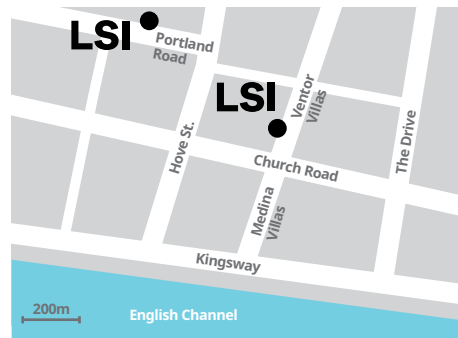 LSI
Portland
Road
LSI
Ventor
Villas
Hove St.
The Drive
Church Road
Medina
Villas
Kingsway
200m
English Channel